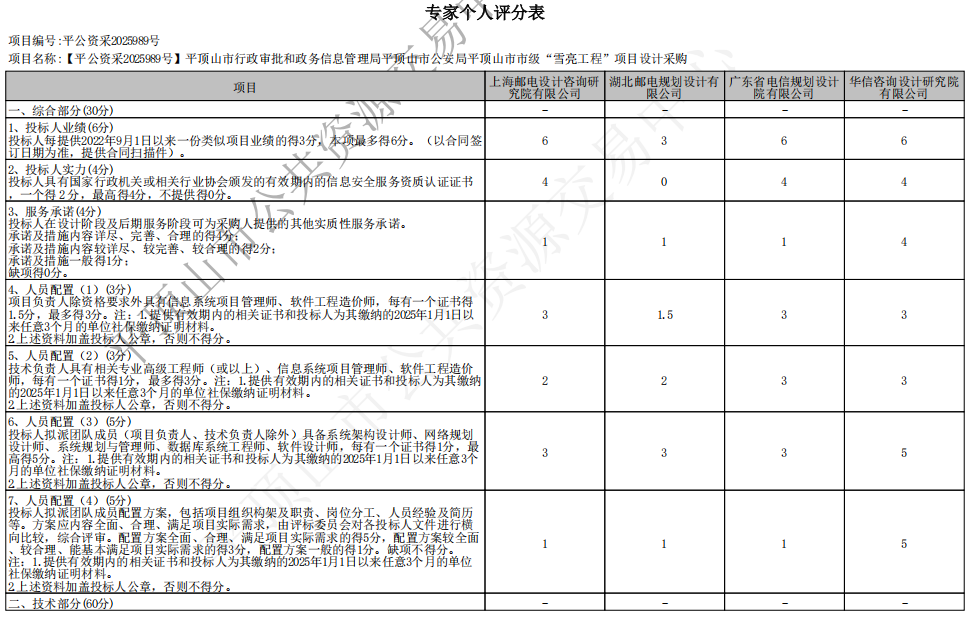 专家个人评分表
项目编号:平公资采2025989号
项目名称:【平公资采2025989号】平顶山市行政审批和政务信息管理局平顶山市公安局平顶山市市级“雪亮工程”项目设计采购
项目 上海邮电设计咨询研究院有限公司 湖北邮电规划设计有限公司 广东省电信规划设计院有限公司 华信咨询设计研究院有限公司
一、综合部分(30分) - - - -
1、投标人业绩(6分)
投标人每提供2022年9月1日以来一份类似项目业绩的得3分，本项最多得6分。（以合同签
订日期为准，提供合同扫描件）。
6 3 6 6
2、投标人实力(4分)
投标人具有国家行政机关或相关行业协会颁发的有效期内的信息安全服务资质认证证书
，一个得２分，最高得4分，不提供得0分。
4 0 4 4
3、服务承诺(4分)
投标人在设计阶段及后期服务阶段可为采购人提供的其他实质性服务承诺。
承诺及措施内容详尽、完善、合理的得4分；
承诺及措施内容较详尽、较完善、较合理的得2分；
承诺及措施一般得1分；
缺项得0分。
1 1 1 4
4、人员配置（1）(3分)
项目负责人除资格要求外具有信息系统项目管理师、软件工程造价师，每有一个证书得
1.5分，最多得3分。注：1.提供有效期内的相关证书和投标人为其缴纳的2025年1月1日以
来任意3个月的单位社保缴纳证明材料。
2上述资料加盖投标人公章，否则不得分。
3 1.5 3 3
5、人员配置（2）(3分)
技术负责人具有相关专业高级工程师（或以上）、信息系统项目管理师、软件工程造价
师，每有一个证书得1分，最多得3分。注：1.提供有效期内的相关证书和投标人为其缴纳
的2025年1月1日以来任意3个月的单位社保缴纳证明材料。
2上述资料加盖投标人公章，否则不得分。
2 2 3 3
6、人员配置（3）(5分)
投标人拟派团队成员（项目负责人、技术负责人除外）具备系统架构设计师、网络规划
设计师、系统规划与管理师、数据库系统工程师、软件设计师，每有一个证书得1分，最
高得5分。注：1.提供有效期内的相关证书和投标人为其缴纳的2025年1月1日以来任意3个
月的单位社保缴纳证明材料。
2上述资料加盖投标人公章，否则不得分。
3 3 3 5
7、人员配置（4）(5分)
投标人拟派团队成员配置方案，包括项目组织构架及职责、岗位分工、人员经验及简历
等。方案应内容全面、合理、满足项目实际需求，由评标委员会对各投标人文件进行横
向比较，综合评审。配置方案全面、合理、满足项目实际需求的得5分，配置方案较全面
、较合理、能基本满足项目实际需求的得3分，配置方案一般的得1分。缺项不得分。
注：1.提供有效期内的相关证书和投标人为其缴纳的2025年1月1日以来任意3个月的单位
社保缴纳证明材料。
2上述资料加盖投标人公章，否则不得分。
1 1 1 5
二、技术部分(60分) - - - -
平顶山市公共资源交易中
顶山市公共资源交易中心